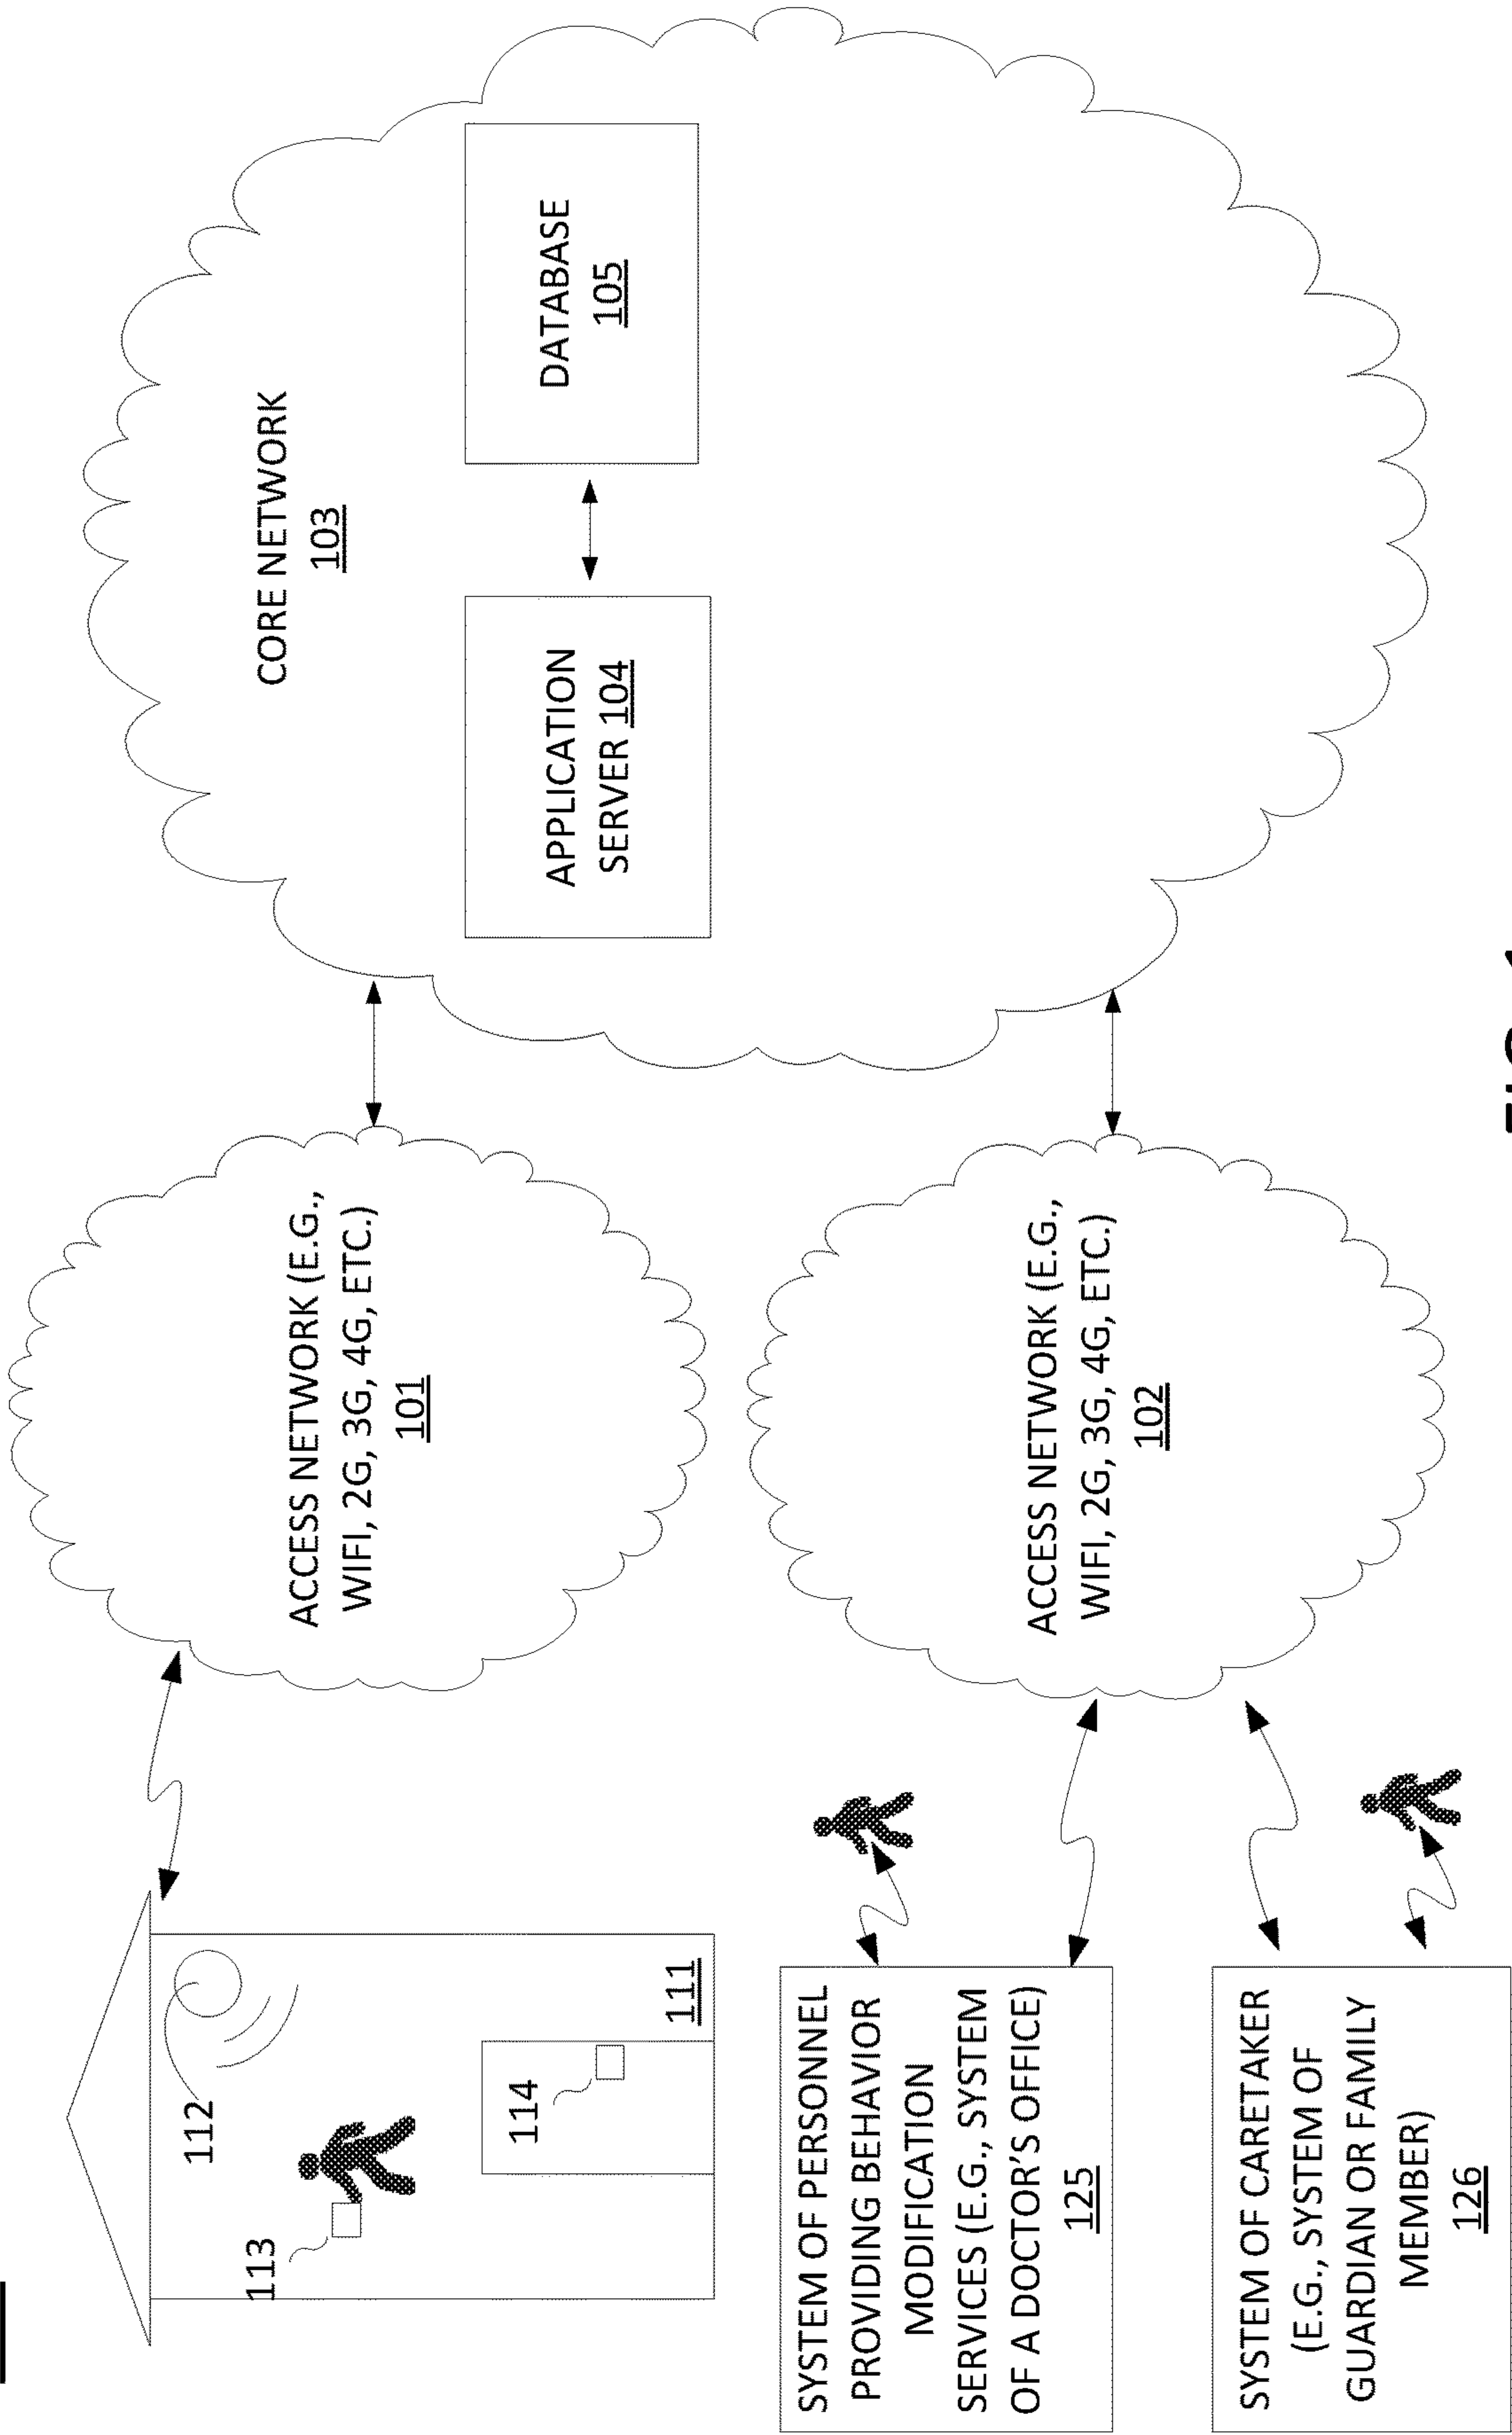 112
113
114
111
ACCESS NETWORK (E.G.,
WIFI, 2G, 3G, 4G, ETC.)
101
CORE NETWORK
103
APPLICATION
SERVER 104
DATABASE
105
SYSTEM OF PERSONNEL
PROVIDING BEHAVIOR
MODIFICATION
SERVICES (E.G., SYSTEM
OF A DOCTOR'S OFFICE)
125
ACCESS NETWORK (E.G.,
WIFI, 2G, 3G, 4G, ETC.)
102
SYSTEM OF CARETAKER
(E.G., SYSTEM OF
GUARDIAN OR FAMILY
MEMBER)
126